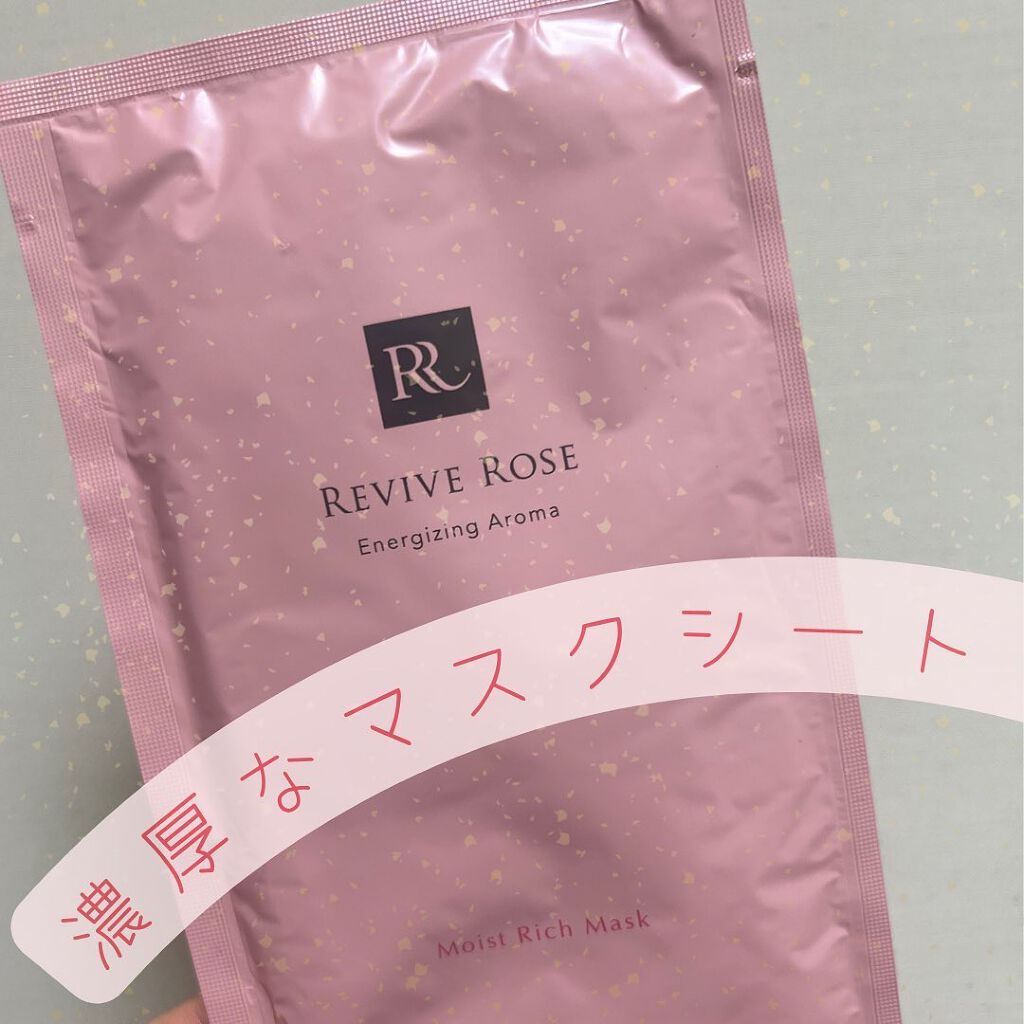 RR
REVIVE ROSE
Energizing Aroma
濃厚なマスクシート
Moist Rich Mask